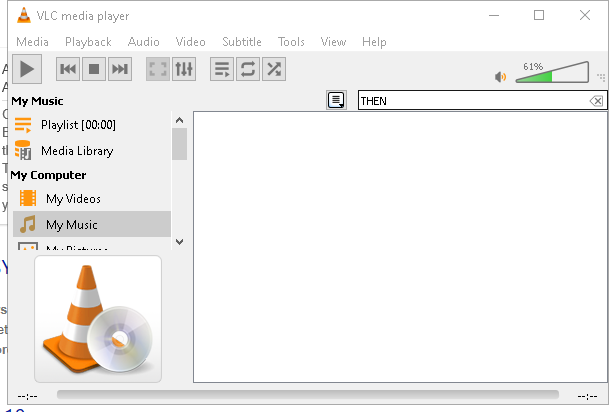 VLC media player
Media Playback Audio Video Subtitle Tools View Help
61%
My Music
THEN
Playlist [00:00]
Media Library
My Computer
My Videos
My Music
My Pictures
--:-- --:--